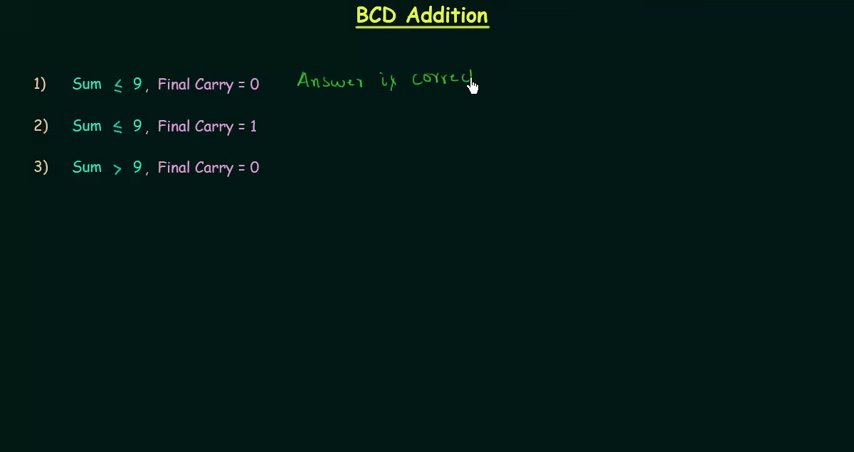 BCD Addition
1) Sum ≤ 9, Final Carry = 0 Answer is correc
2) Sum ≤ 9, Final Carry = 1
3) Sum > 9, Final Carry = 0